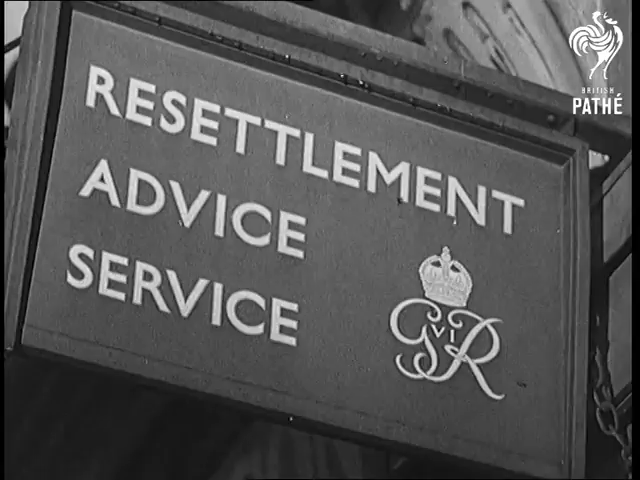 BRITISH
PATHÉ
RESETTLEMENT
ADVICE
SERVICE
G VI R